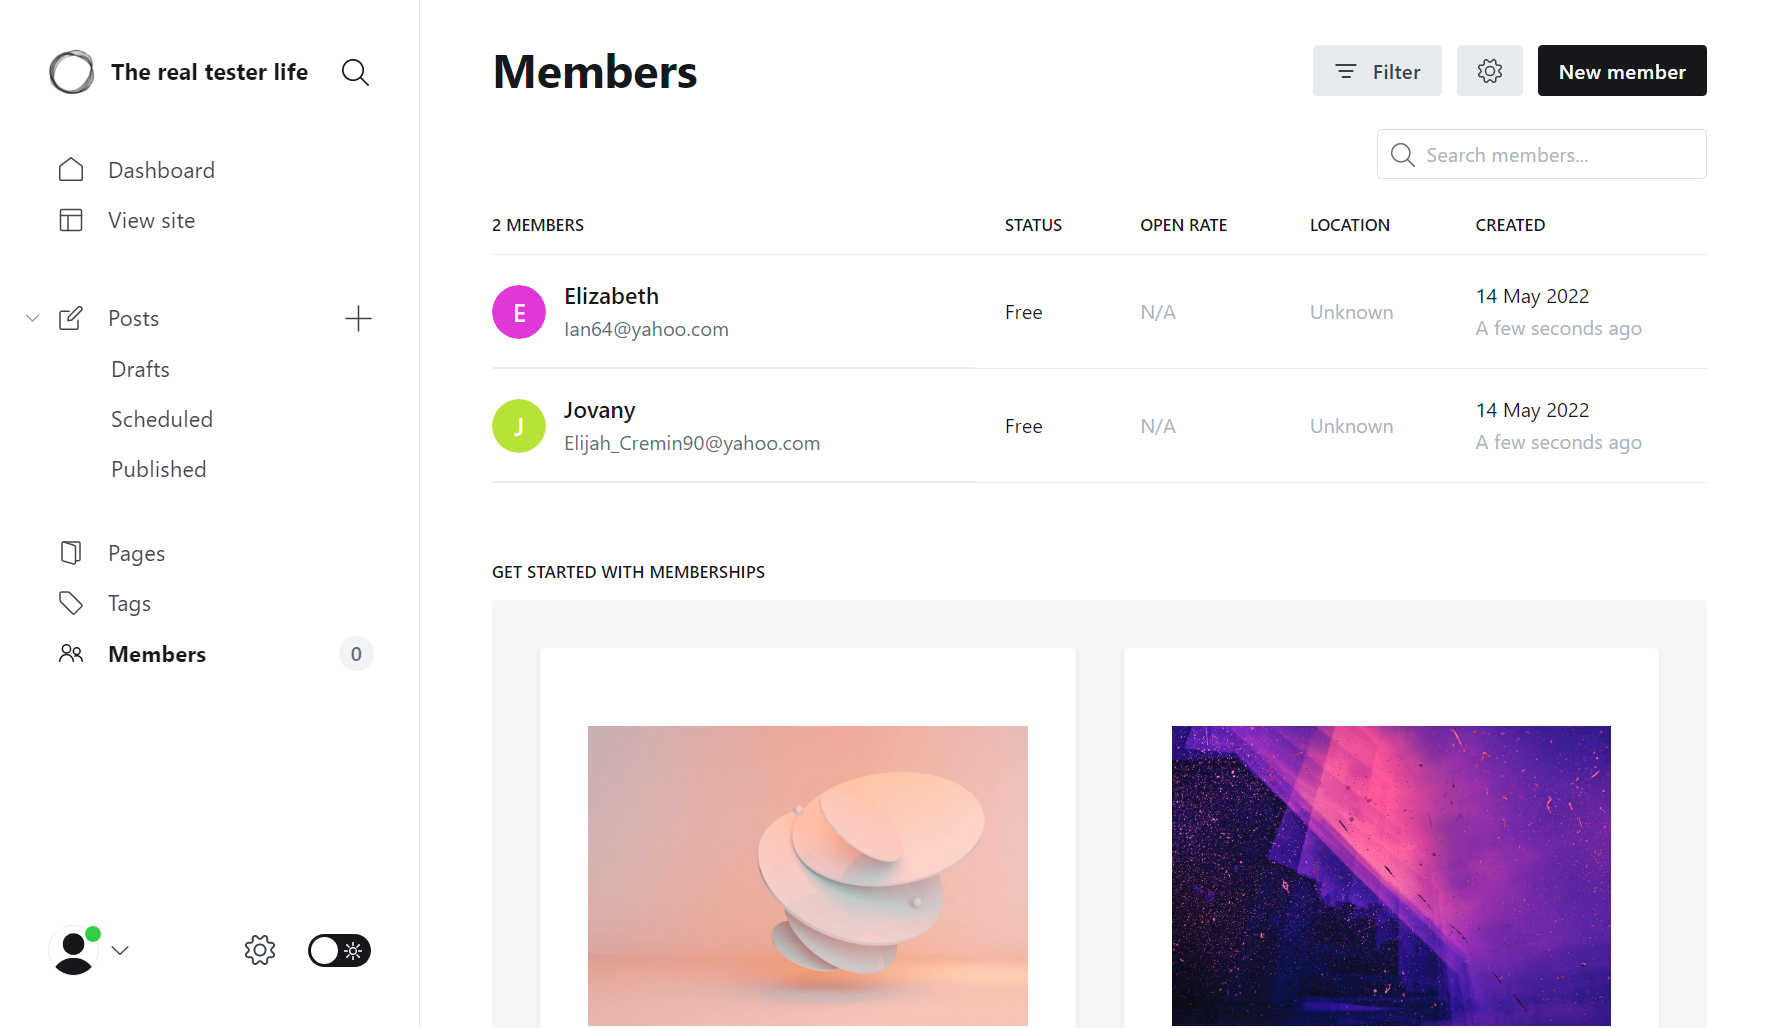 The real tester life
Dashboard
View site
Posts
Drafts
Scheduled
Published
Pages
Tags
Members 0
Members
Filter
New member
Search members...
2 MEMBERS STATUS OPEN RATE LOCATION CREATED
E
Elizabeth
Ian64@yahoo.com
Free
N/A
Unknown
14 May 2022
A few seconds ago
J
Jovany
Elijah_Cremin90@yahoo.com
Free
N/A
Unknown
14 May 2022
A few seconds ago
GET STARTED WITH MEMBERSHIPS